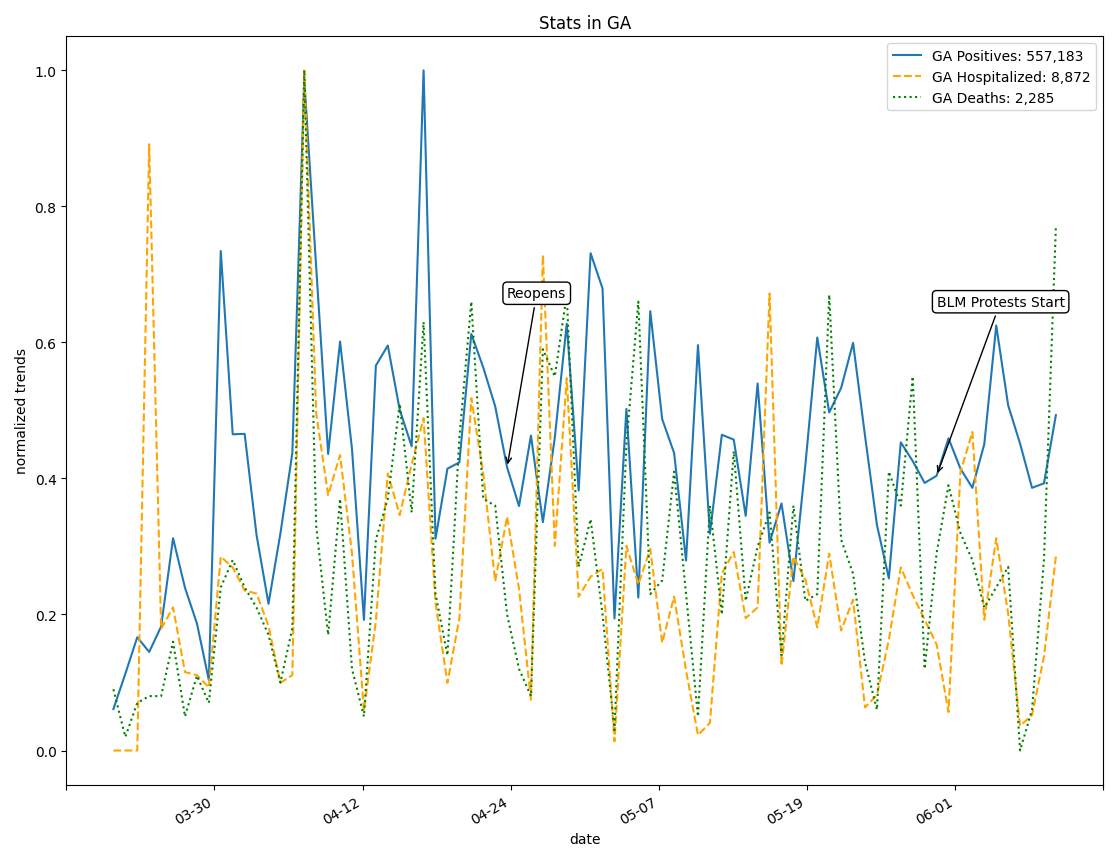 Stats in GA
GA Positives: 557,183
GA Hospitalized: 8,872
GA Deaths: 2,285
1.0
0.8
0.6
0.4
0.2
0.0
normalized trends
Reopens
BLM Protests Start
03-30
04-12
04-24
05-07
05-19
06-01
date